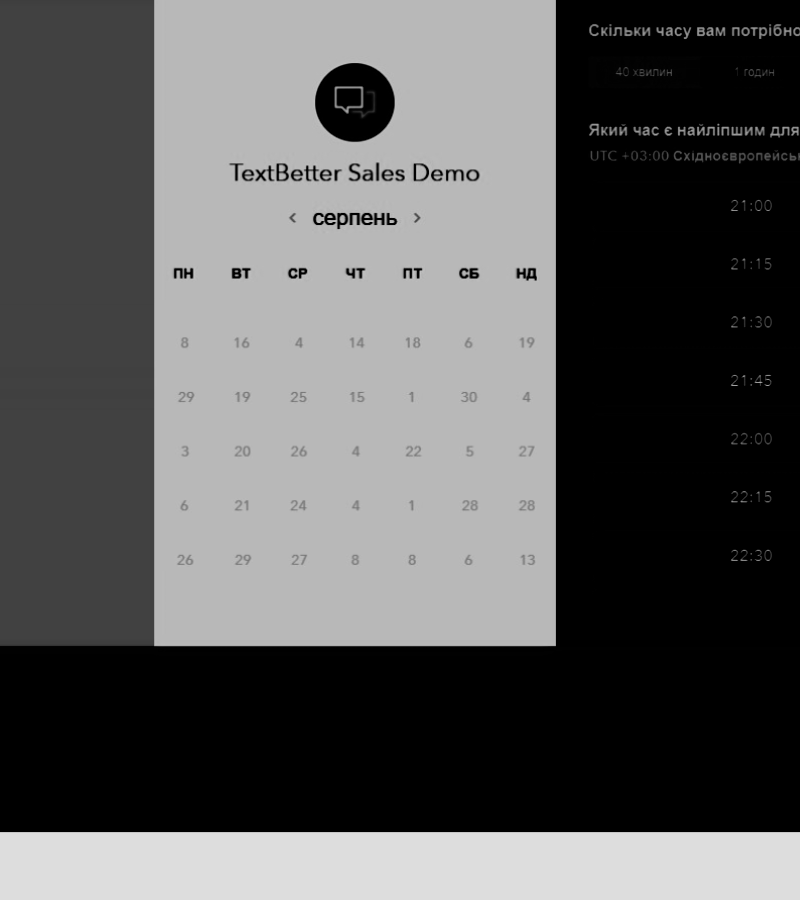 TextBetter Sales Demo
< серпень >
ПН ВТ СР ЧТ ПТ СБ НД
8 16 4 14 18 6 19
29 19 25 15 1 30 4
3 20 26 4 22 5 27
6 21 24 4 1 28 28
26 29 27 8 8 6 13
Скільки часу вам потрібно
40 хвилин 1 годин
Який час є найліпшим для
UTC +03:00 Східноєвропейськ
21:00
21:15
21:30
21:45
22:00
22:15
22:30